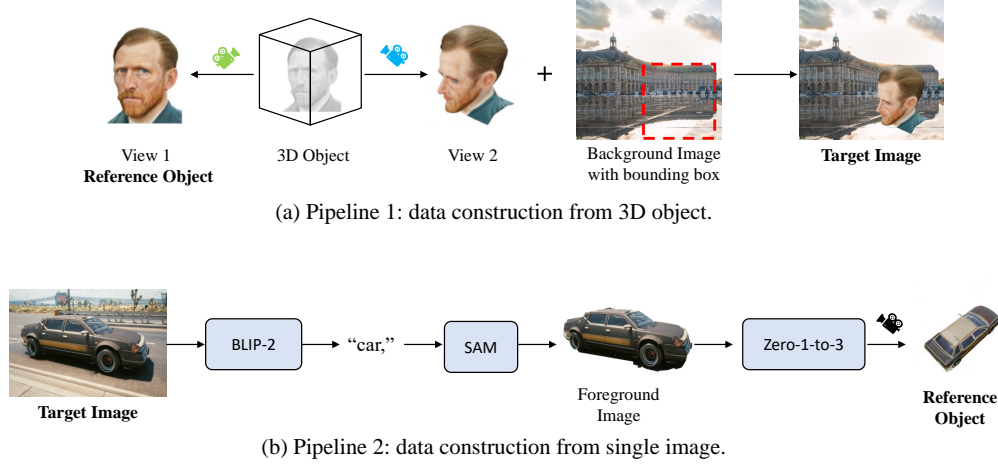 View 1
Reference Object
3D Object
View 2
+
Background Image
with bounding box
Target Image
(a) Pipeline 1: data construction from 3D object.
Target Image
BLIP-2
“car,”
SAM
Foreground
Image
Zero-1-to-3
Reference
Object
(b) Pipeline 2: data construction from single image.